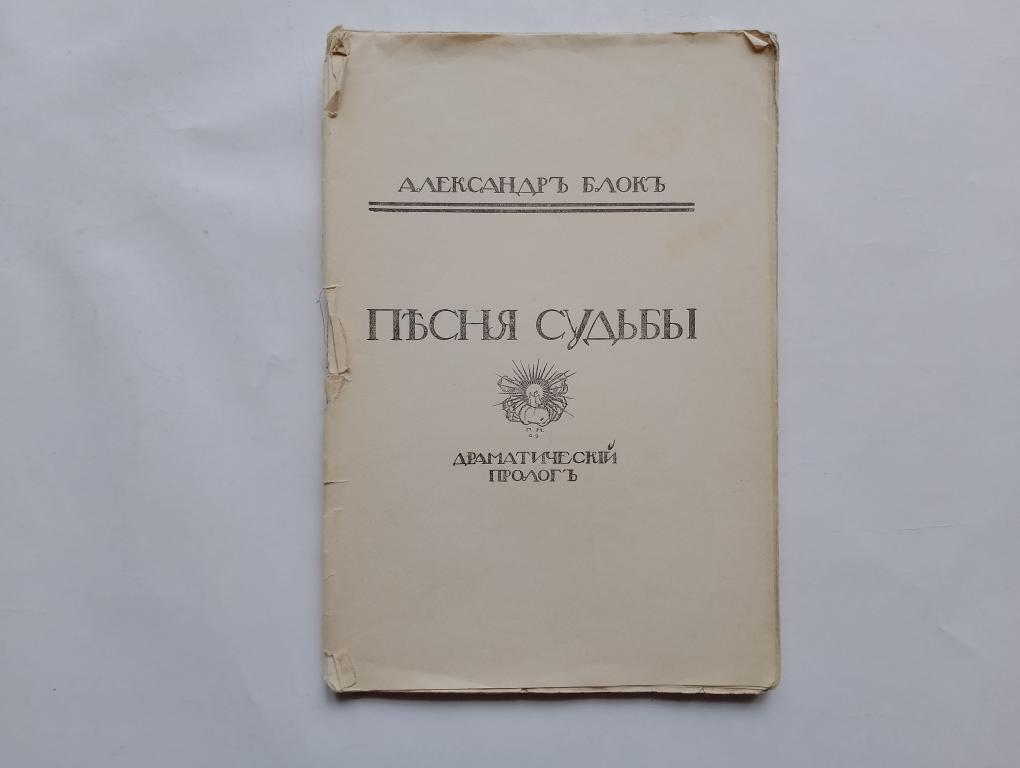 АЛЕКСАНДРЪ БЛОКЪ
ПѢСНЯ СУДЬБЫ
ДРАМАТИЧЕСКІЙ
ПРОЛОГЪ